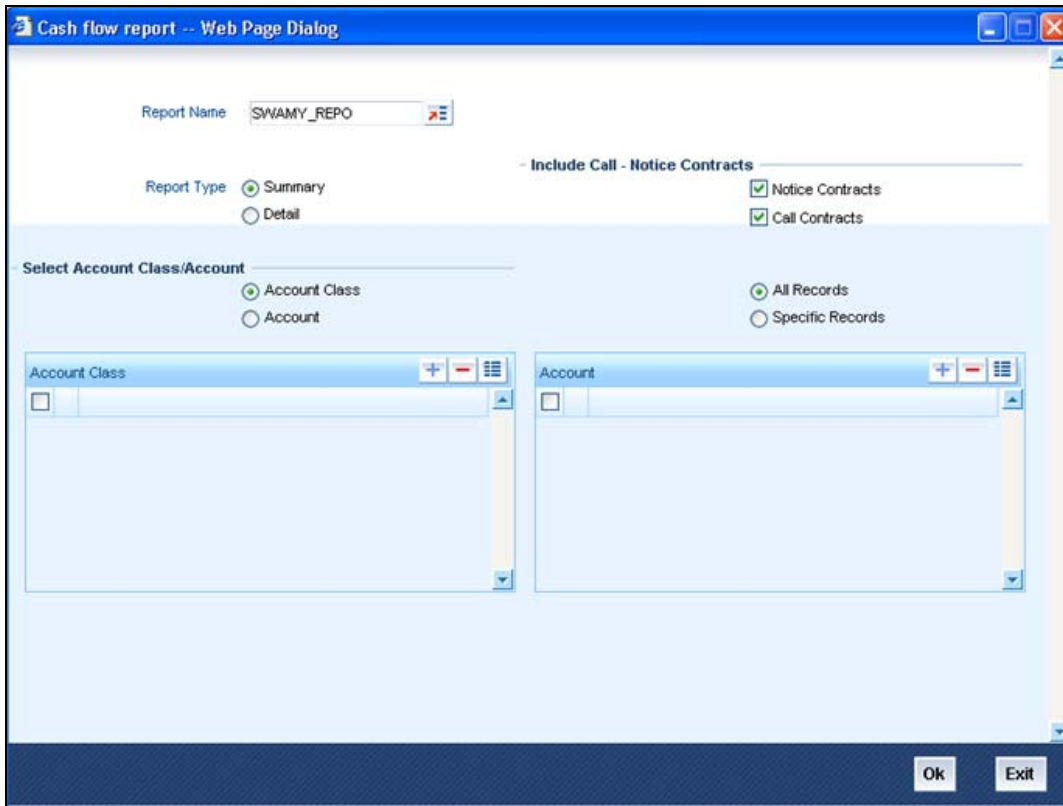 Cash flow report -- Web Page Dialog
Report Name SWAMY_REPO
Include Call - Notice Contracts
Report Type Summary Notice Contracts
Detail Call Contracts
Select Account Class/Account
Account Class All Records
Account Specific Records
Account Class Account
Ok Exit